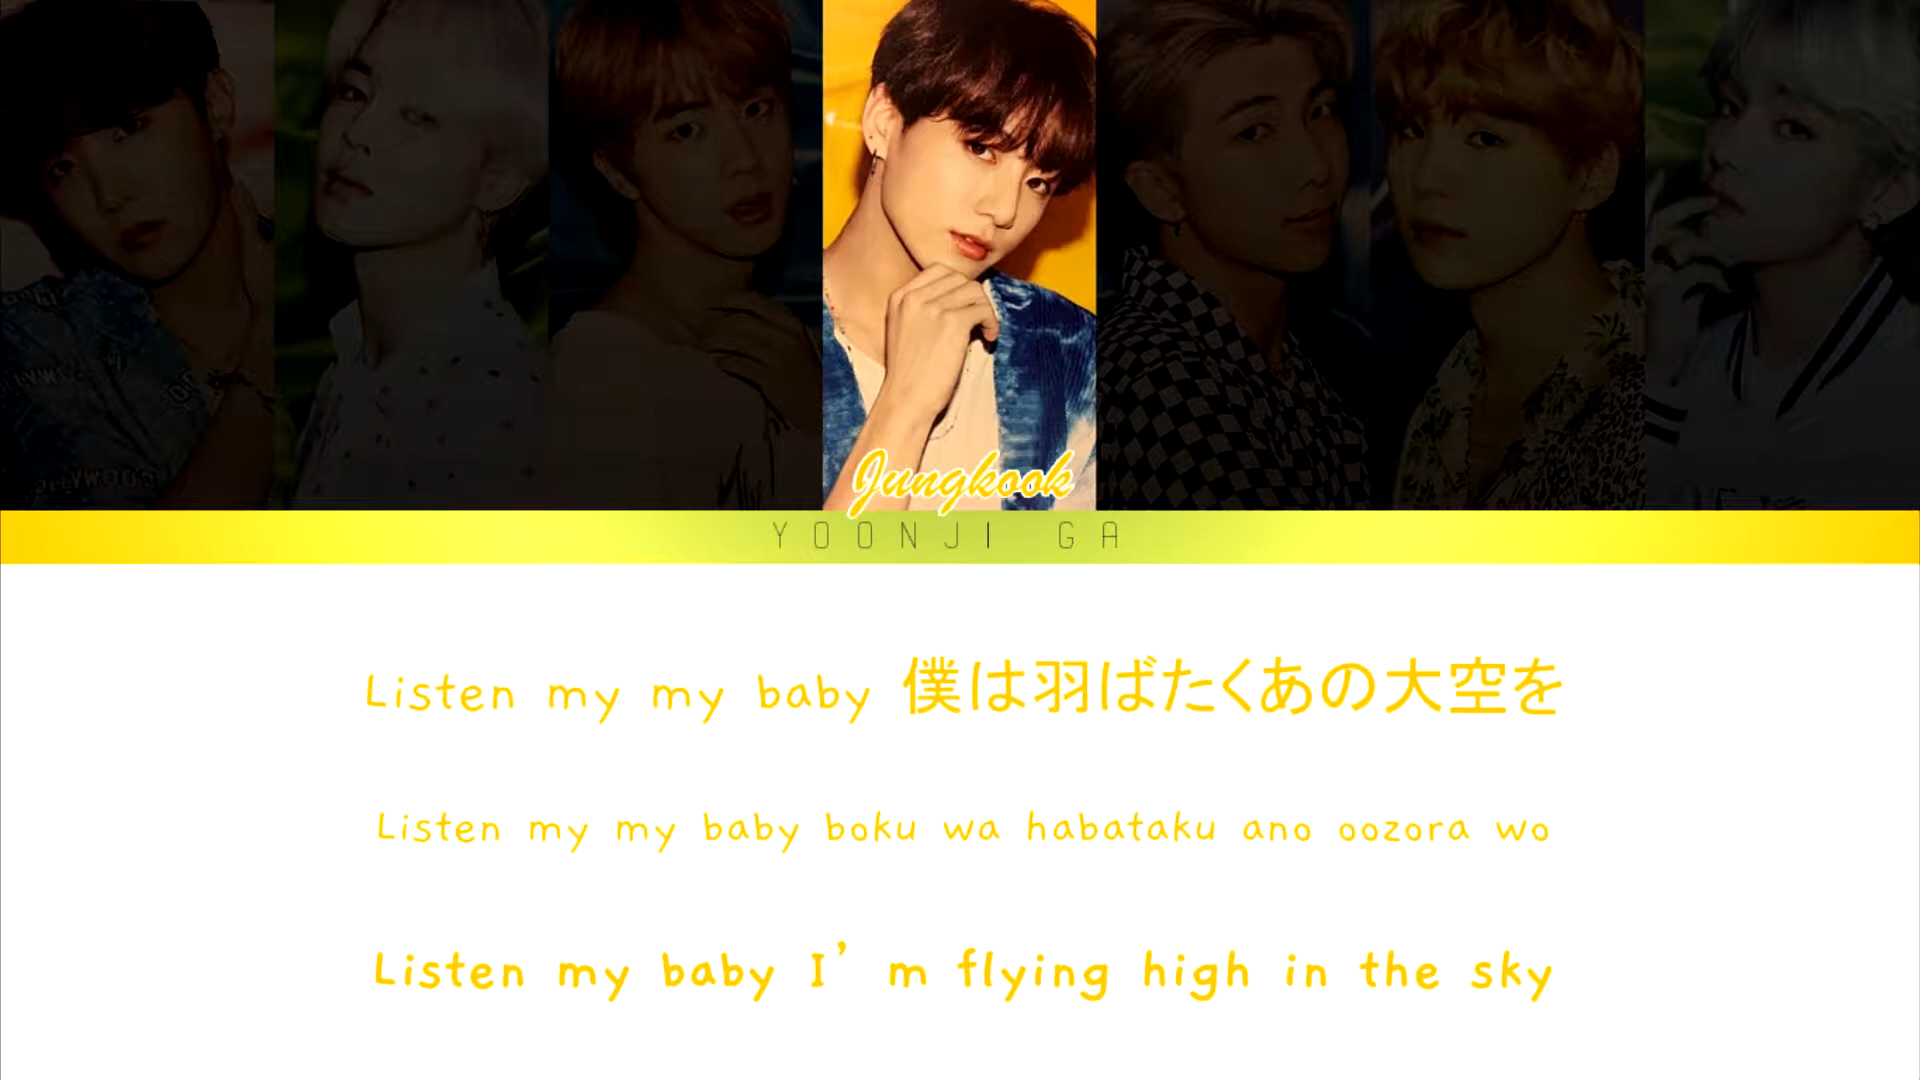 Jungkook
YOONJI GA
Listen my my baby 僕は羽ばたくあの大空を
Listen my my baby boku wa habataku ano oozora wo
Listen my baby I’m flying high in the sky